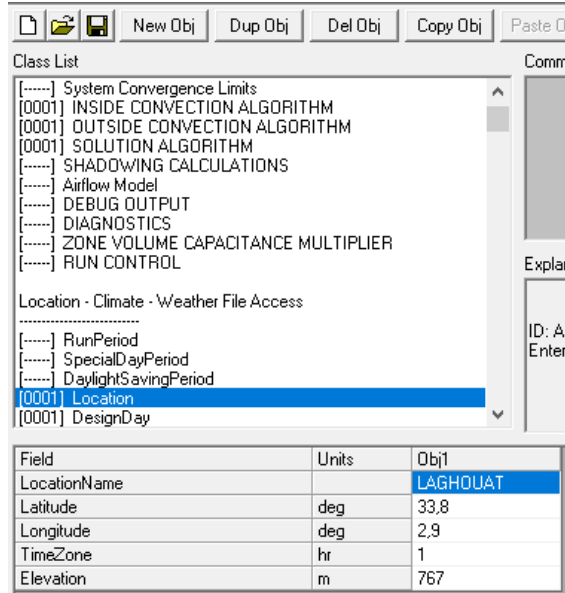 New Obj Dup Obj Del Obj Copy Obj Paste O
Class List Comm
[------] System Convergence Limits
[0001] INSIDE CONVECTION ALGORITHM
[0001] OUTSIDE CONVECTION ALGORITHM
[0001] SOLUTION ALGORITHM
[------] SHADOWING CALCULATIONS
[------] Airflow Model
[------] DEBUG OUTPUT
[------] DIAGNOSTICS
[------] ZONE VOLUME CAPACITANCE MULTIPLIER
[------] RUN CONTROL
Expla
Location - Climate - Weather File Access
-------------------------
ID: A
Enter
[------] RunPeriod
[------] SpecialDayPeriod
[------] DaylightSavingPeriod
[0001] Location
[0001] DesignDay
Field Units Obj1
LocationName LAGHOUAT
Latitude deg 33,8
Longitude deg 2,9
TimeZone hr 1
Elevation m 767